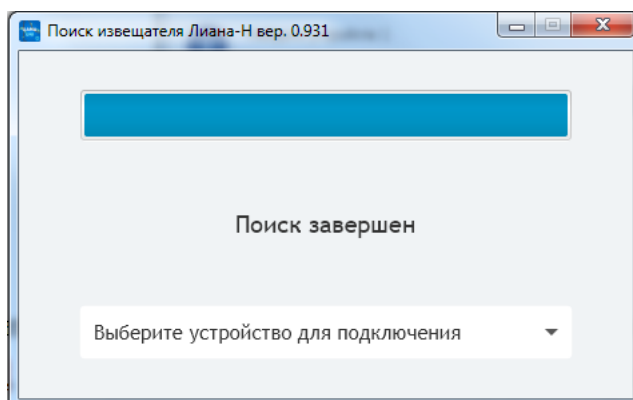 Поиск извещателя Лиана-Н вер. 0.931
Поиск завершен
Выберите устройство для подключения